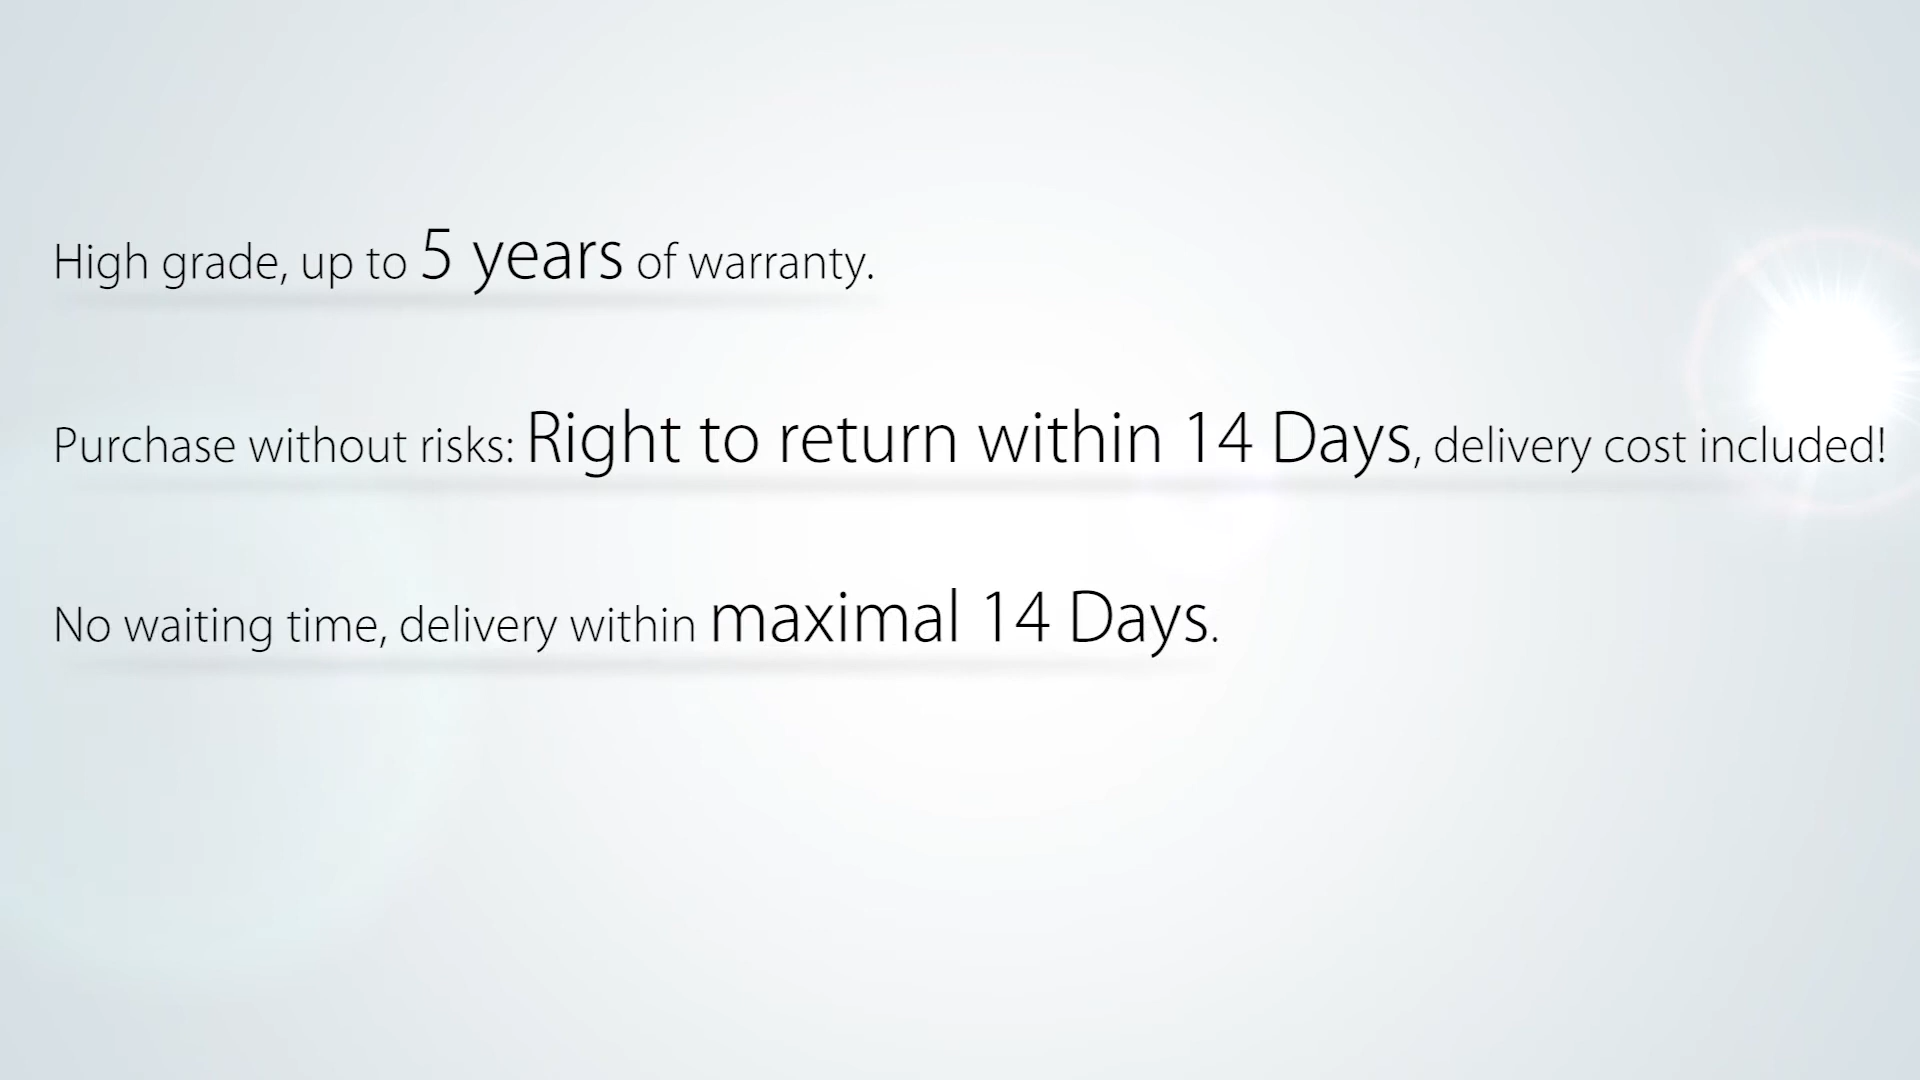 High grade, up to 5 years of warranty.
Purchase without risks: Right to return within 14 Days, delivery cost included!
No waiting time, delivery within maximal 14 Days.